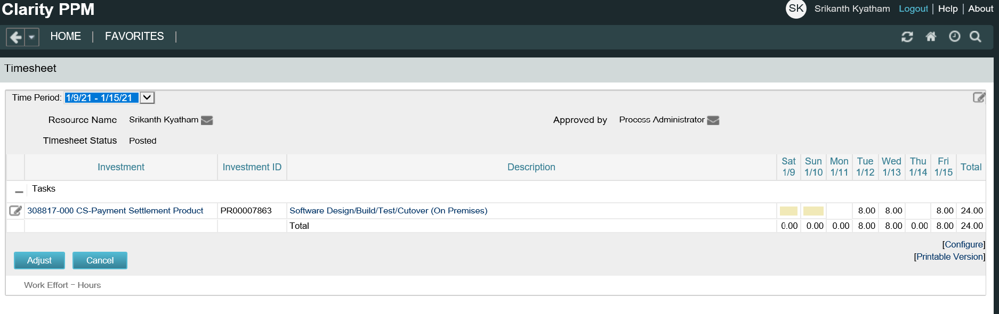 Clarity PPM
SK Srikanth Kyatham Logout | Help | About
HOME | FAVORITES |
Timesheet
Time Period: 1/9/21 - 1/15/21
Resource Name Srikanth Kyatham Approved by Process Administrator
Timesheet Status Posted
Investment Investment ID Description Sat 1/9 Sun 1/10 Mon 1/11 Tue 1/12 Wed 1/13 Thu 1/14 Fri 1/15 Total
Tasks
308817-000 CS-Payment Settlement Product PR00007863 Software Design/Build/Test/Cutover (On Premises) 8.00 8.00 8.00 24.00
Total 0.00 0.00 0.00 8.00 8.00 0.00 8.00 24.00
[Configure]
[Printable Version]
Adjust Cancel
Work Effort - Hours